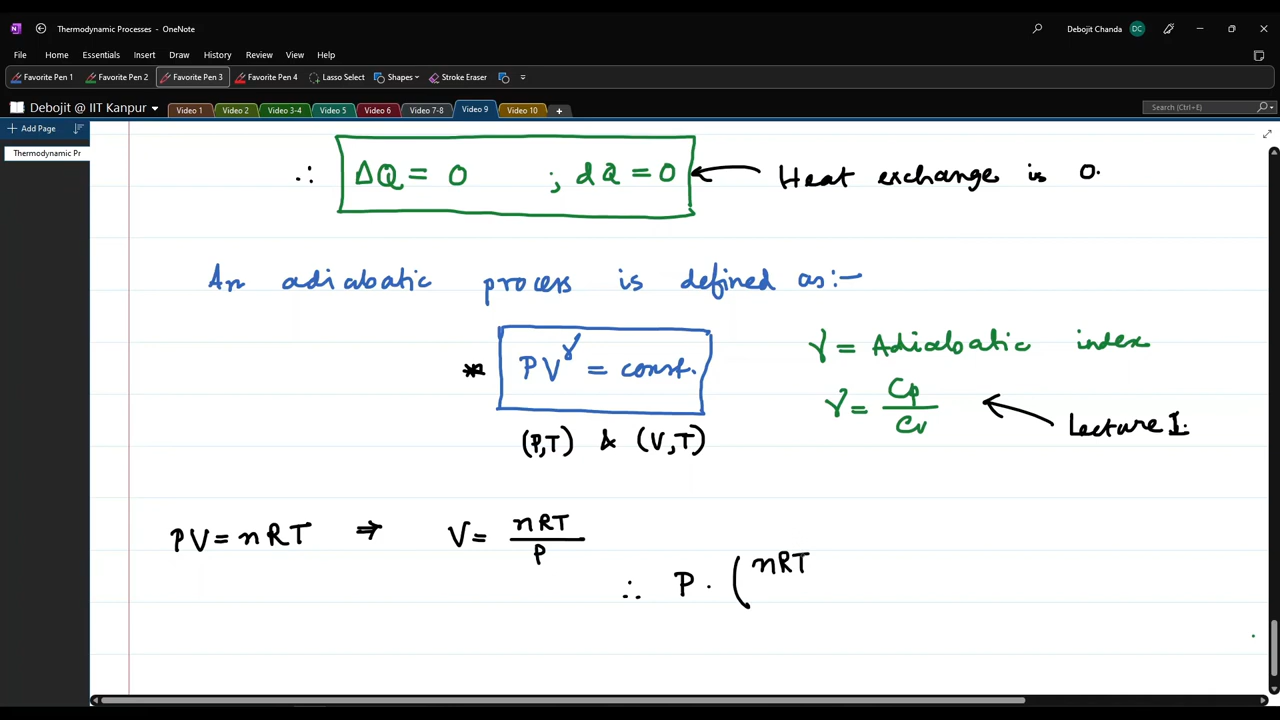 Thermodynamic Processes - OneNote
Debojit Chanda DC
File Home Essentials Insert Draw History Review View Help
Favorite Pen 1 Favorite Pen 2 Favorite Pen 3 Favorite Pen 4 Lasso Select Shapes Stroke Eraser
Debojit @ IIT Kanpur Video 1 Video 2 Video 3-4 Video 5 Video 6 Video 7-8 Video 9 Video 10 Search (Ctrl+E)
Add Page
Thermodynamic Pr
∴ ΔQ = 0 ; dQ = 0 ← Heat exchange is 0.
An adiabatic process is defined as:-
* PV^γ = const.
γ = Adiabatic index
γ = Cp/Cv ← Lecture I.
(P,T) & (V,T)
PV = nRT ⇒ V = nRT/P
∴ P · (nRT